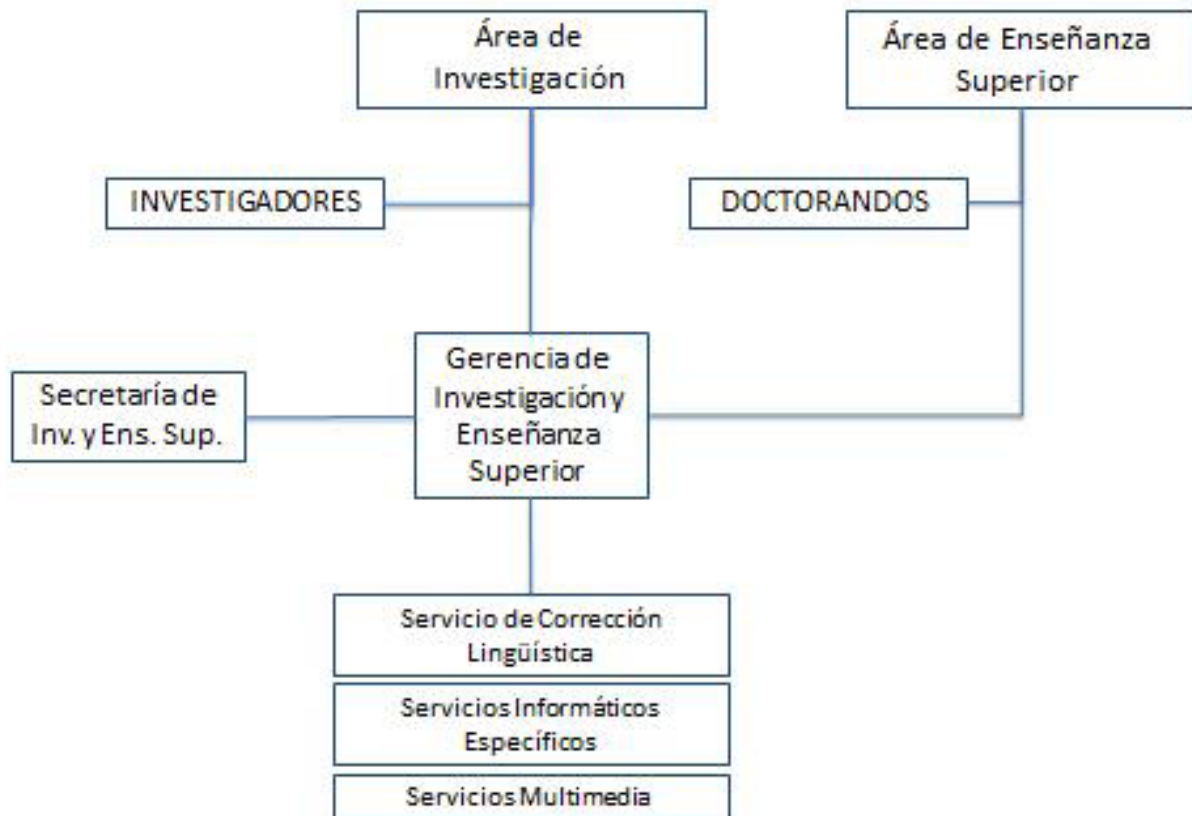 Área de
Investigación
Área de Enseñanza
Superior
INVESTIGADORES
DOCTORANDOS
Gerencia de
Investigación y
Enseñanza
Superior
Secretaría de
Inv. y Ens. Sup.
Servicio de Corrección
Lingüística
Servicios Informáticos
Específicos
Servicios Multimedia